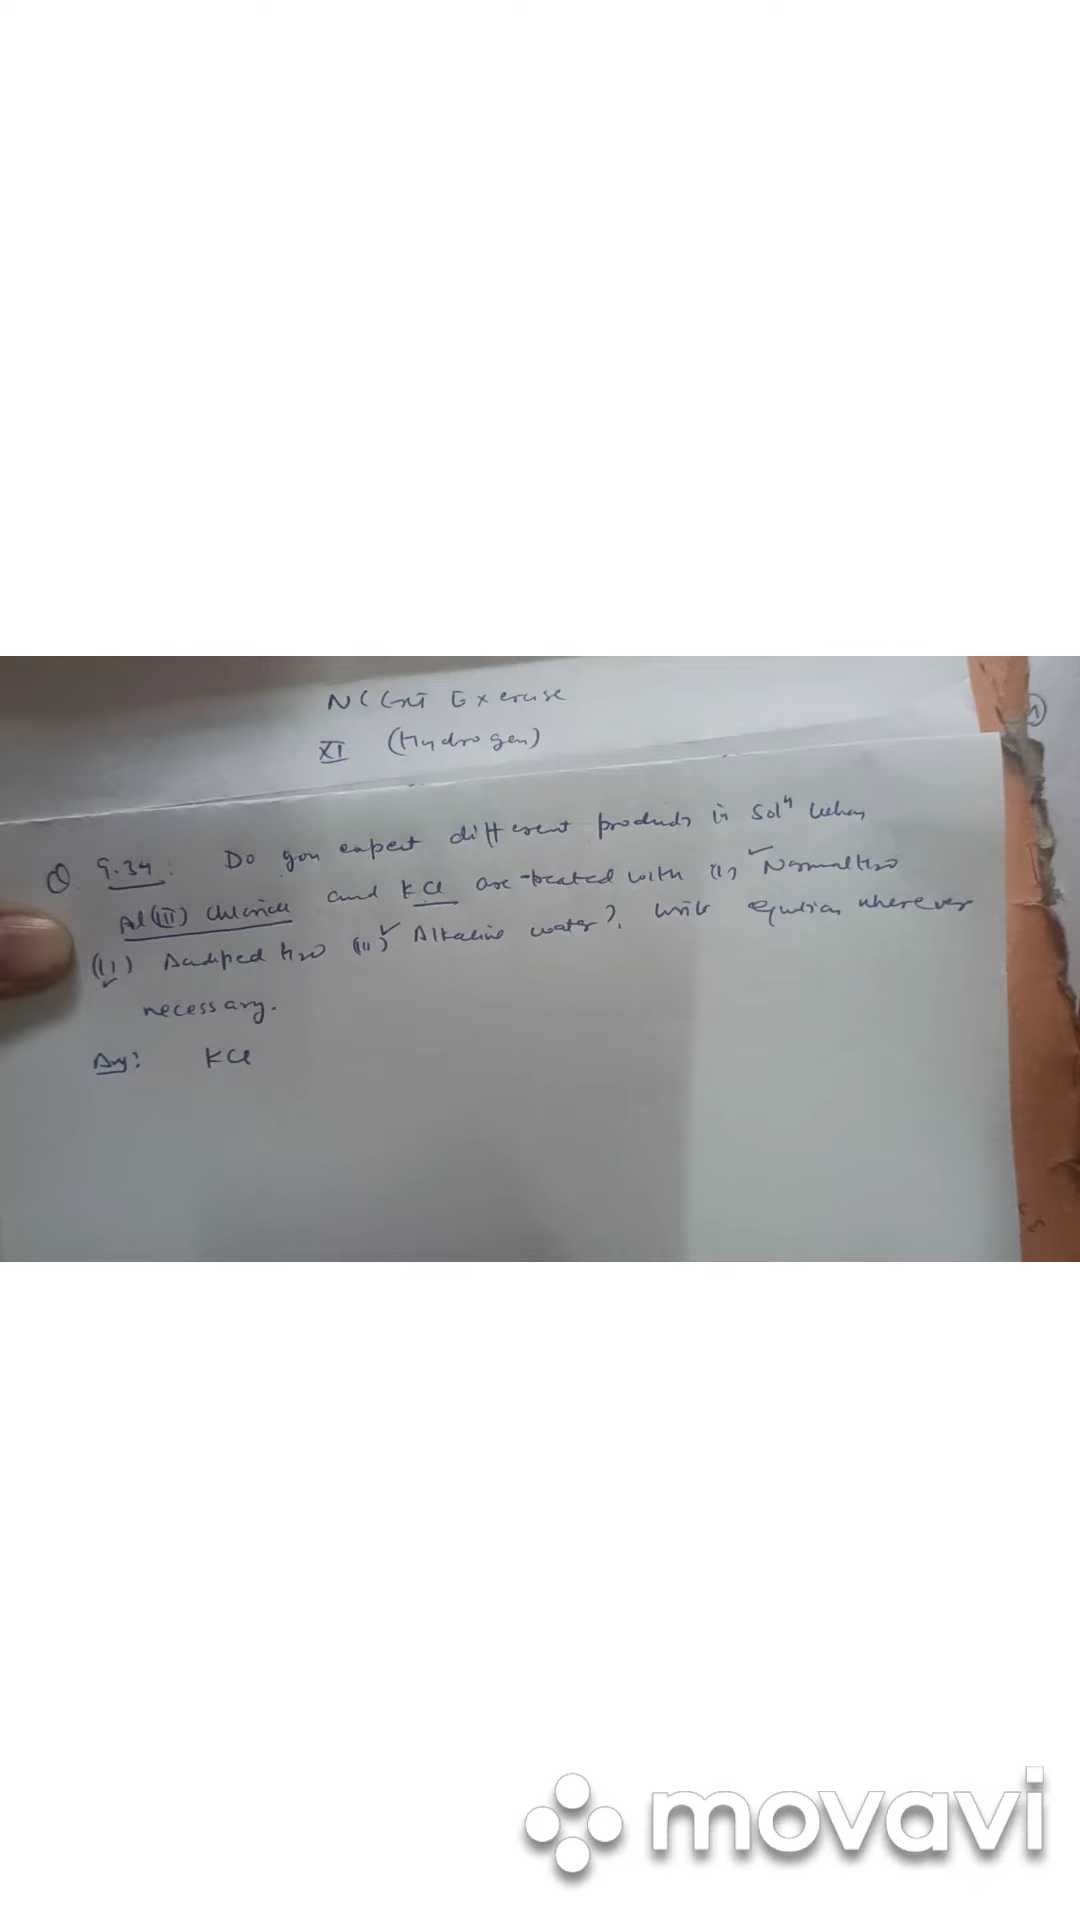 NCERT Exercise
XI (Hydrogen)
Q 9.34: Do you expect different products in Solⁿ when
Al(III) chloride and KCl are treated with (i) Normal H2O
(ii) Acidified H2O (iii) Alkaline water? Write equation wherever
necessary.
Ans: KCl
movavi